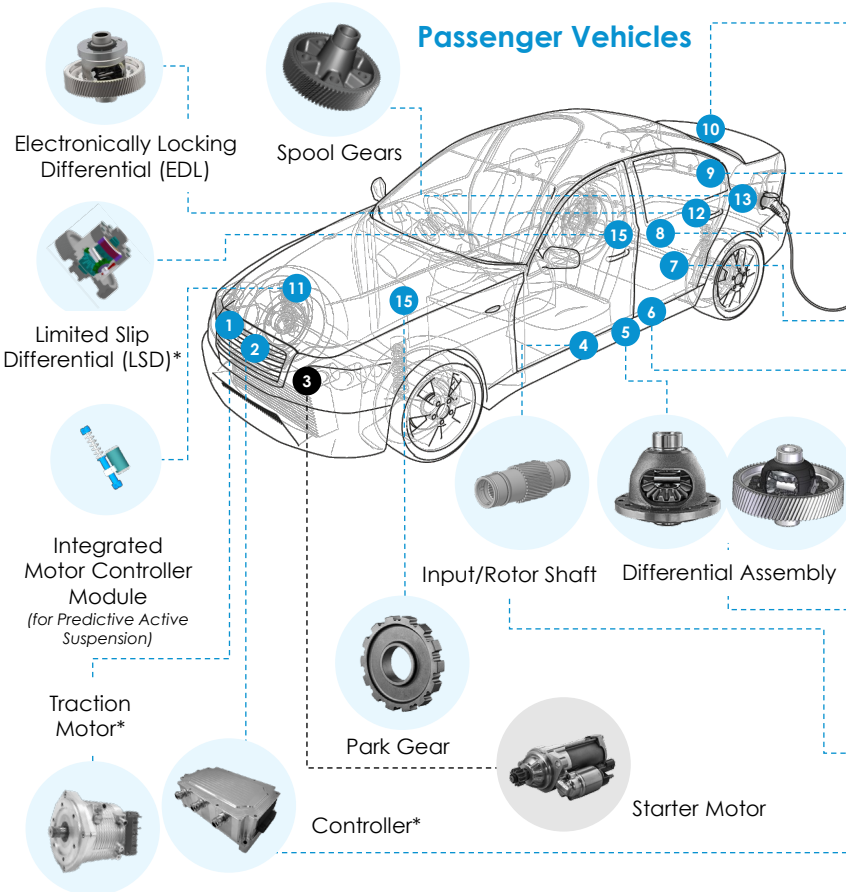 Passenger Vehicles
Electronically Locking
Differential (EDL)
Spool Gears
10
9
13
12
8
15
7
11
15
6
1
5
2
4
3
Limited Slip
Differential (LSD)*
Integrated
Motor Controller
Module
(for Predictive Active
Suspension)
Input/Rotor Shaft
Differential Assembly
Traction
Motor*
Park Gear
Starter Motor
Controller*